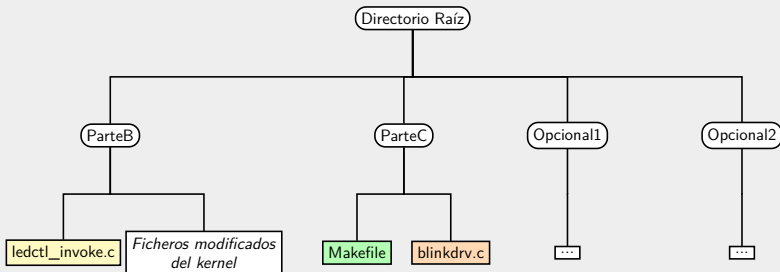 Directorio Raíz
ParteB
ParteC
Opcional1
Opcional2
ledctl_invoke.c
Ficheros modificados
del kernel
Makefile
blinkdrv.c
...
...